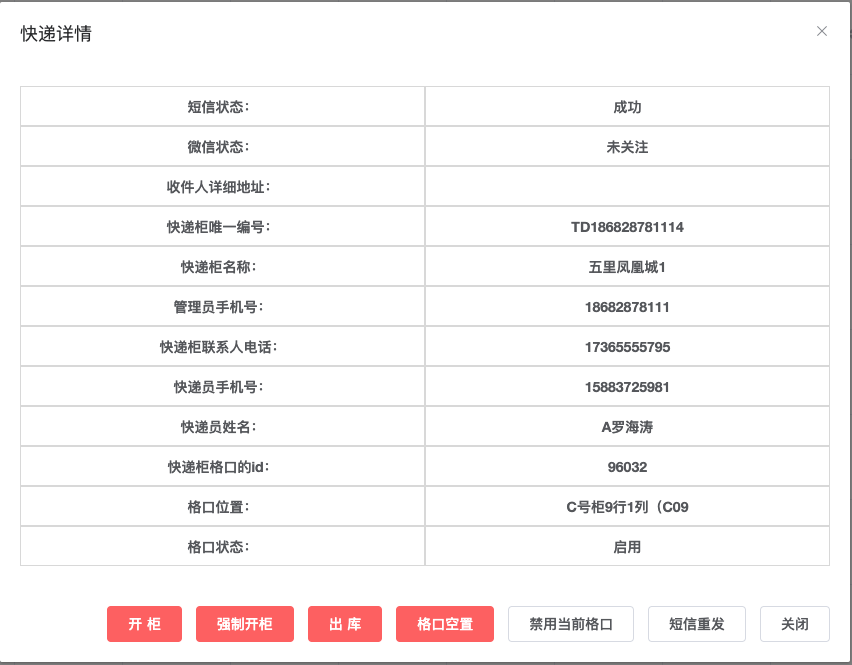 快递详情
短信状态： 成功
微信状态： 未关注
收件人详细地址：
快递柜唯一编号： TD186828781114
快递柜名称： 五里凤凰城1
管理员手机号： 18682878111
快递柜联系人电话： 17365555795
快递员手机号： 15883725981
快递员姓名： A罗海涛
快递柜格口的id： 96032
格口位置： C号柜9行1列（C09
格口状态： 启用
开 柜 强制开柜 出 库 格口空置 禁用当前格口 短信重发 关闭